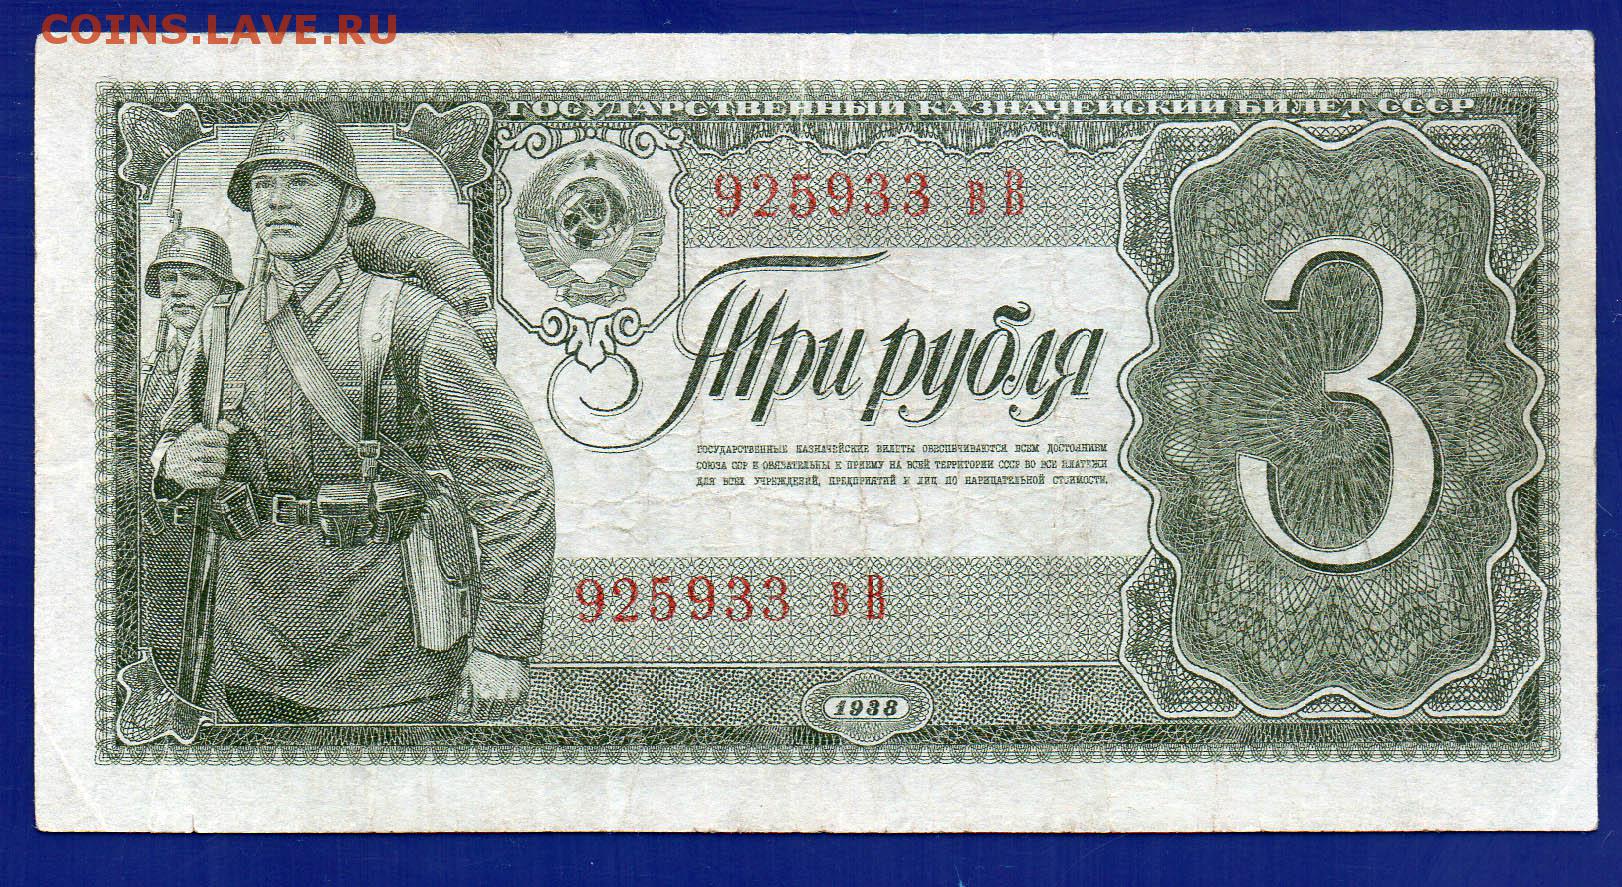 COINS.LAVE.RU
ГОСУДАРСТВЕННЫЙ КАЗНАЧЕЙСКИЙ БИЛЕТ СССР
925933 вВ
Три рубля
3
ГОСУДАРСТВЕННЫЕ КАЗНАЧЕЙСКИЕ БИЛЕТЫ ОБЕСПЕЧИВАЮТСЯ ВСЕМ ДОСТОЯНИЕМ
СОЮЗА ССР И ОБЯЗАТЕЛЬНЫ К ПРИЕМУ НА ВСЕЙ ТЕРРИТОРИИ СССР ВО ВСЕ ПЛАТЕЖИ
ДЛЯ ВСЕХ УЧРЕЖДЕНИЙ, ПРЕДПРИЯТИЙ И ЛИЦ ПО НАРИЦАТЕЛЬНОЙ СТОИМОСТИ.
925933 вВ
1938